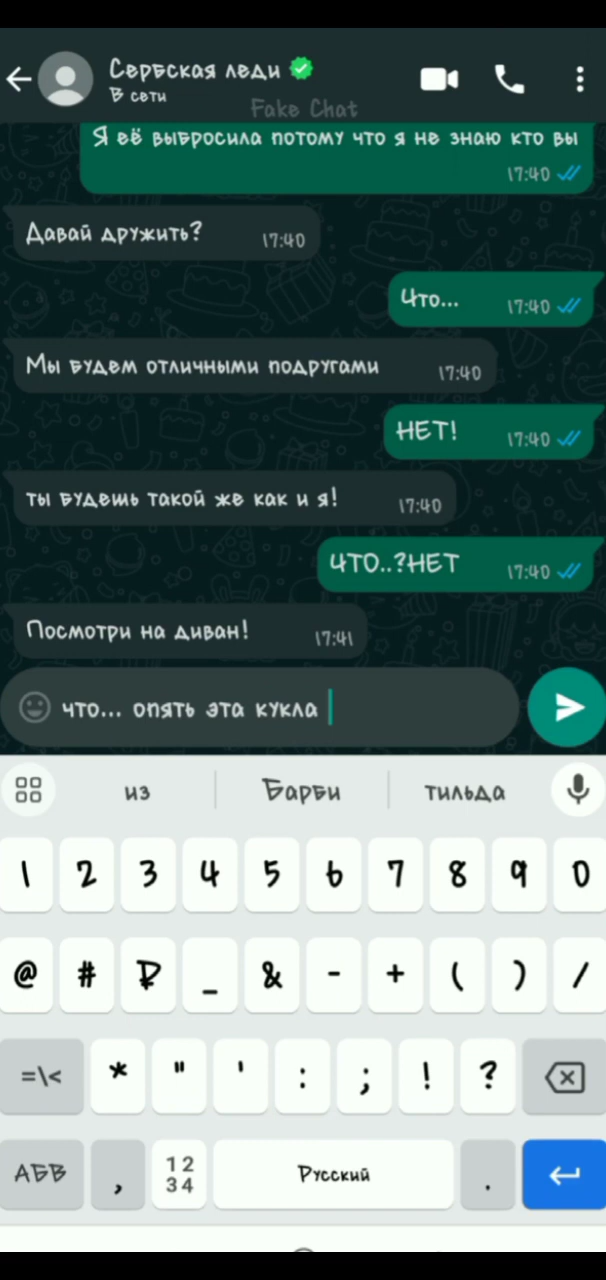 Сербская леди
В сети
Fake Chat
Я её выбросила потому что я не знаю кто вы
17:40
Давай дружить?
17:40
Что...
17:40
Мы будем отличными подругами
17:40
НЕТ!
17:40
ты будешь такой же как и я!
17:40
ЧТО..?НЕТ
17:40
Посмотри на диван!
17:41
что... опять эта кукла
из Барби тильда
1 2 3 4 5 6 7 8 9 0
@ # ₽ _ & - + ( ) /
=\< * " ' : ; ! ?
АБВ , 12 34 Русский .